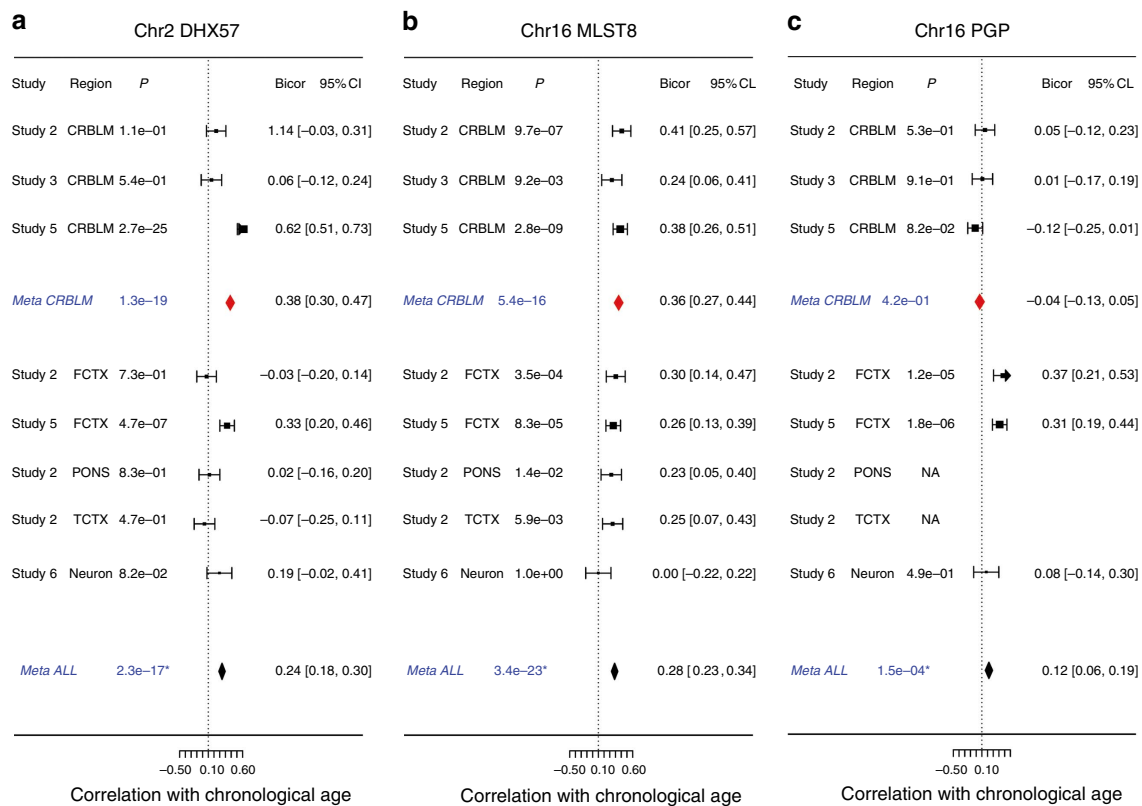 a
Chr2 DHX57
Study Region P Bicor 95% CI
Study 2 CRBLM 1.1e–01 1.14 [–0.03, 0.31]
Study 3 CRBLM 5.4e–01 0.06 [–0.12, 0.24]
Study 5 CRBLM 2.7e–25 0.62 [0.51, 0.73]
Meta CRBLM 1.3e–19 0.38 [0.30, 0.47]
Study 2 FCTX 7.3e–01 –0.03 [–0.20, 0.14]
Study 5 FCTX 4.7e–07 0.33 [0.20, 0.46]
Study 2 PONS 8.3e–01 0.02 [–0.16, 0.20]
Study 2 TCTX 4.7e–01 –0.07 [–0.25, 0.11]
Study 6 Neuron 8.2e–02 0.19 [–0.02, 0.41]
Meta ALL 2.3e–17* 0.24 [0.18, 0.30]
–0.50 0.10 0.60
Correlation with chronological age
b
Chr16 MLST8
Study Region P Bicor 95% CL
Study 2 CRBLM 9.7e–07 0.41 [0.25, 0.57]
Study 3 CRBLM 9.2e–03 0.24 [0.06, 0.41]
Study 5 CRBLM 2.8e–09 0.38 [0.26, 0.51]
Meta CRBLM 5.4e–16 0.36 [0.27, 0.44]
Study 2 FCTX 3.5e–04 0.30 [0.14, 0.47]
Study 5 FCTX 8.3e–05 0.26 [0.13, 0.39]
Study 2 PONS 1.4e–02 0.23 [0.05, 0.40]
Study 2 TCTX 5.9e–03 0.25 [0.07, 0.43]
Study 6 Neuron 1.0e+00 0.00 [–0.22, 0.22]
Meta ALL 3.4e–23* 0.28 [0.23, 0.34]
–0.50 0.10 0.60
Correlation with chronological age
c
Chr16 PGP
Study Region P Bicor 95% CL
Study 2 CRBLM 5.3e–01 0.05 [–0.12, 0.23]
Study 3 CRBLM 9.1e–01 0.01 [–0.17, 0.19]
Study 5 CRBLM 8.2e–02 –0.12 [–0.25, 0.01]
Meta CRBLM 4.2e–01 –0.04 [–0.13, 0.05]
Study 2 FCTX 1.2e–05 0.37 [0.21, 0.53]
Study 5 FCTX 1.8e–06 0.31 [0.19, 0.44]
Study 2 PONS NA
Study 2 TCTX NA
Study 6 Neuron 4.9e–01 0.08 [–0.14, 0.30]
Meta ALL 1.5e–04* 0.12 [0.06, 0.19]
–0.50 0.10
Correlation with chronological age